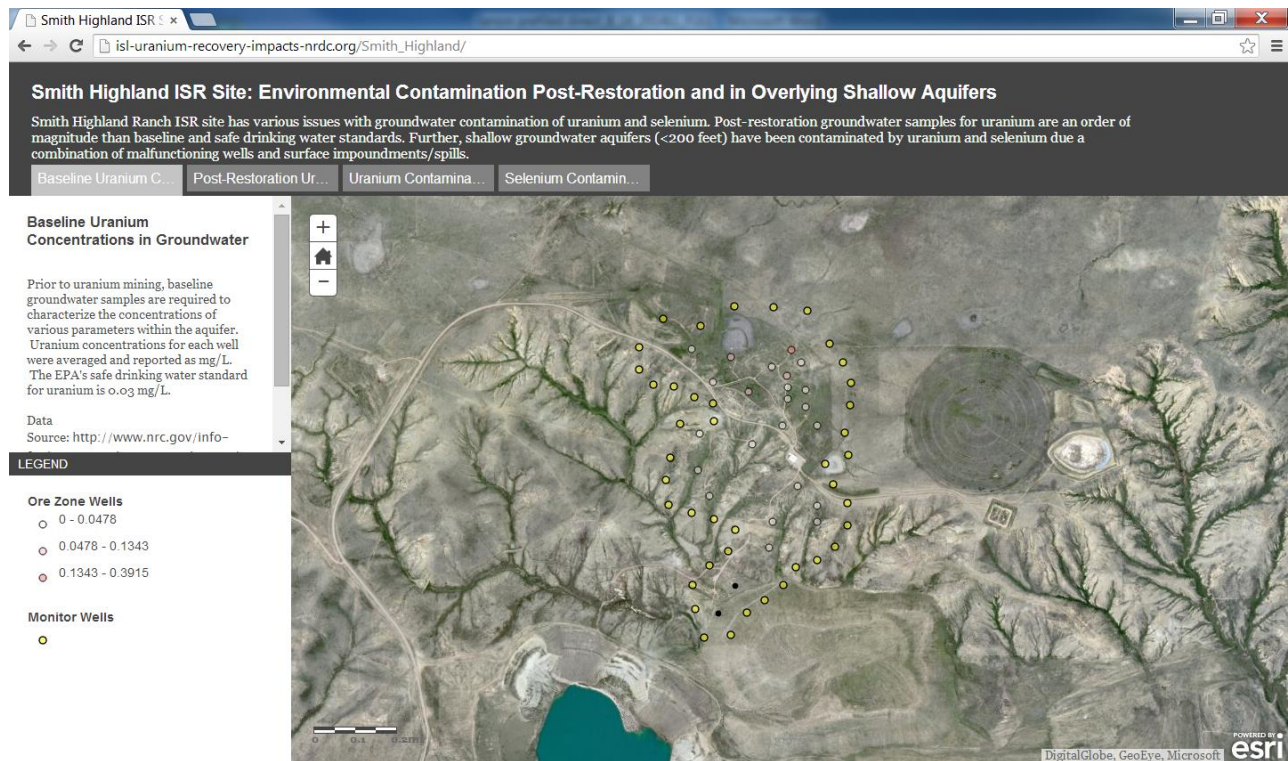 Smith Highland ISR S
isl-uranium-recovery-impacts-nrdc.org/Smith_Highland/
Smith Highland ISR Site: Environmental Contamination Post-Restoration and in Overlying Shallow Aquifers
Smith Highland Ranch ISR site has various issues with groundwater contamination of uranium and selenium. Post-restoration groundwater samples for uranium are an order of
magnitude than baseline and safe drinking water standards. Further, shallow groundwater aquifers (<200 feet) have been contaminated by uranium and selenium due a
combination of malfunctioning wells and surface impoundments/spills.
Baseline Uranium C... Post-Restoration Ur... Uranium Contamina... Selenium Contamin...
Baseline Uranium
Concentrations in Groundwater
Prior to uranium mining, baseline
groundwater samples are required to
characterize the concentrations of
various parameters within the aquifer.
Uranium concentrations for each well
were averaged and reported as mg/L.
The EPA's safe drinking water standard
for uranium is 0.03 mg/L.
Data
Source: http://www.nrc.gov/info-
LEGEND
Ore Zone Wells
0 - 0.0478
0.0478 - 0.1343
0.1343 - 0.3915
Monitor Wells
0 0.1 0.2mi
DigitalGlobe, GeoEye, Microsoft
POWERED BY
esri